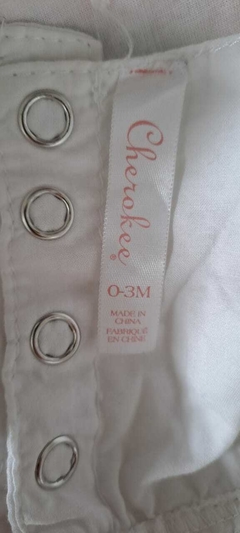 Cherokee®
0-3M
MADE IN
CHINA
FABRIQUÉ
EN CHINE